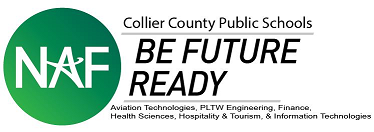 NAF
Collier County Public Schools
BE FUTURE
READY
Aviation Technologies, PLTW Engineering, Finance,
Health Sciences, Hospitality & Tourism, & Information Technologies